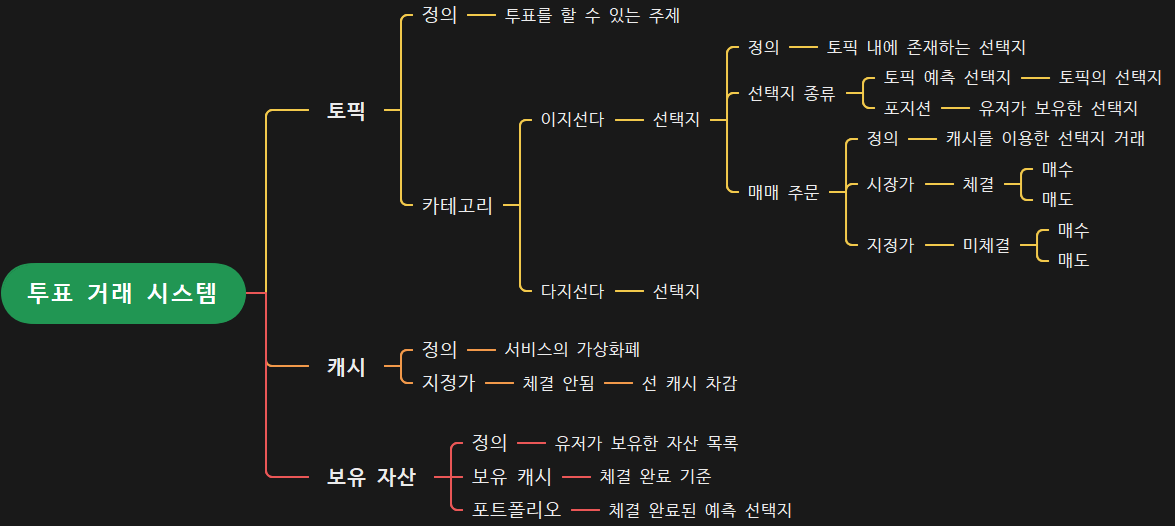 투표 거래 시스템
토픽
정의
투표를 할 수 있는 주제
카테고리
이지선다
선택지
정의
토픽 내에 존재하는 선택지
선택지 종류
토픽 예측 선택지
토픽의 선택지
포지션
유저가 보유한 선택지
매매 주문
정의
캐시를 이용한 선택지 거래
시장가
체결
매수
매도
지정가
미체결
매수
매도
다지선다
선택지
캐시
정의
서비스의 가상화폐
지정가
체결 안됨
선 캐시 차감
보유 자산
정의
유저가 보유한 자산 목록
보유 캐시
체결 완료 기준
포트폴리오
체결 완료된 예측 선택지